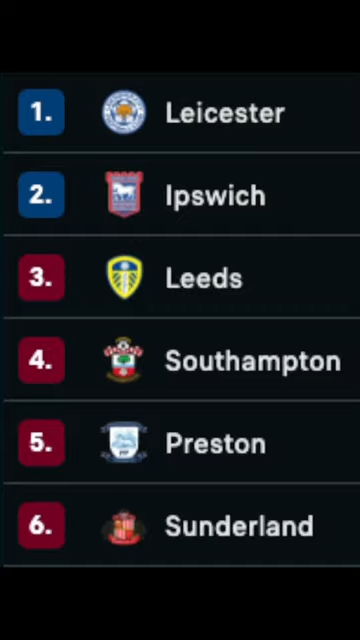 1. Leicester
2. Ipswich
3. Leeds
4. Southampton
5. Preston
6. Sunderland